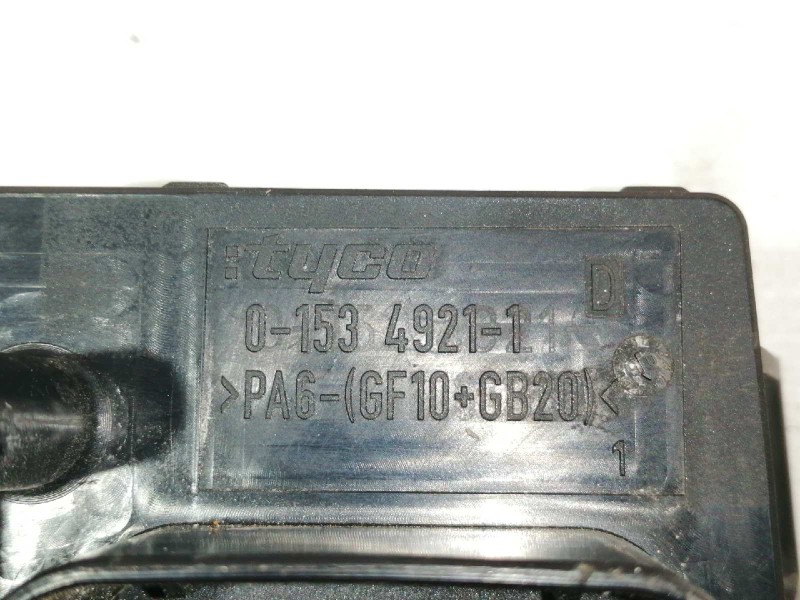 tyco
D
0-153 4921-1
>PA6-(GF10+GB20)<
1